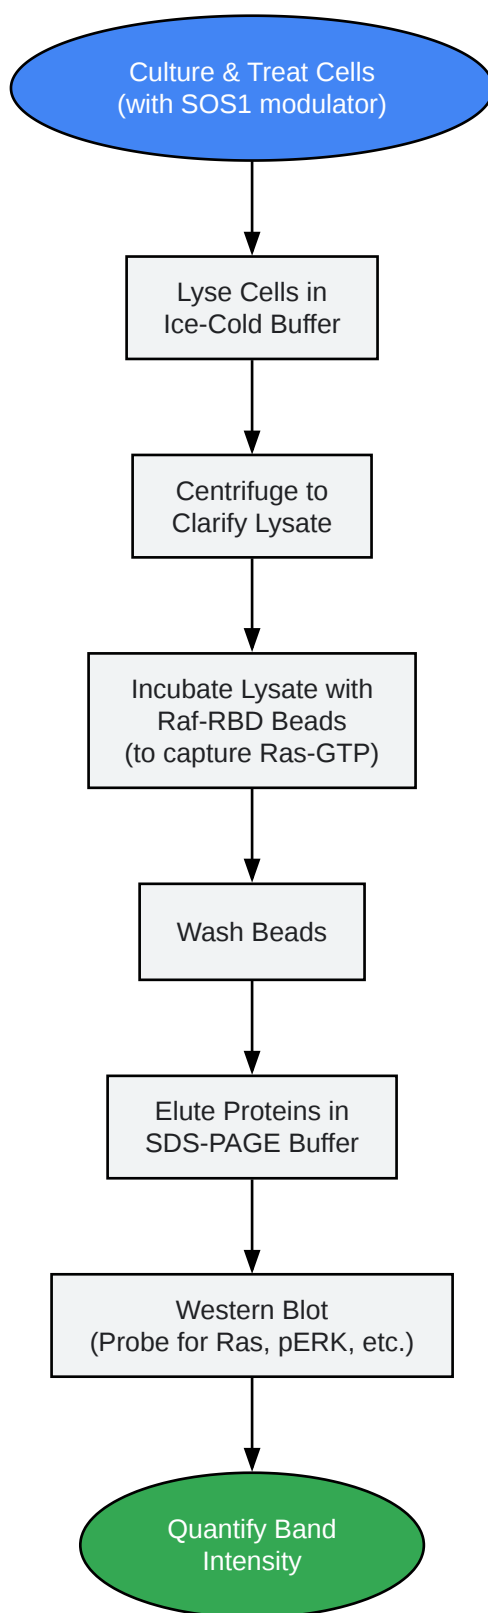 Culture & Treat Cells
(with SOS1 modulator)
Lyse Cells in
Ice-Cold Buffer
Centrifuge to
Clarify Lysate
Incubate Lysate with
Raf-RBD Beads
(to capture Ras-GTP)
Wash Beads
Elute Proteins in
SDS-PAGE Buffer
Western Blot
(Probe for Ras, pERK, etc.)
Quantify Band
Intensity